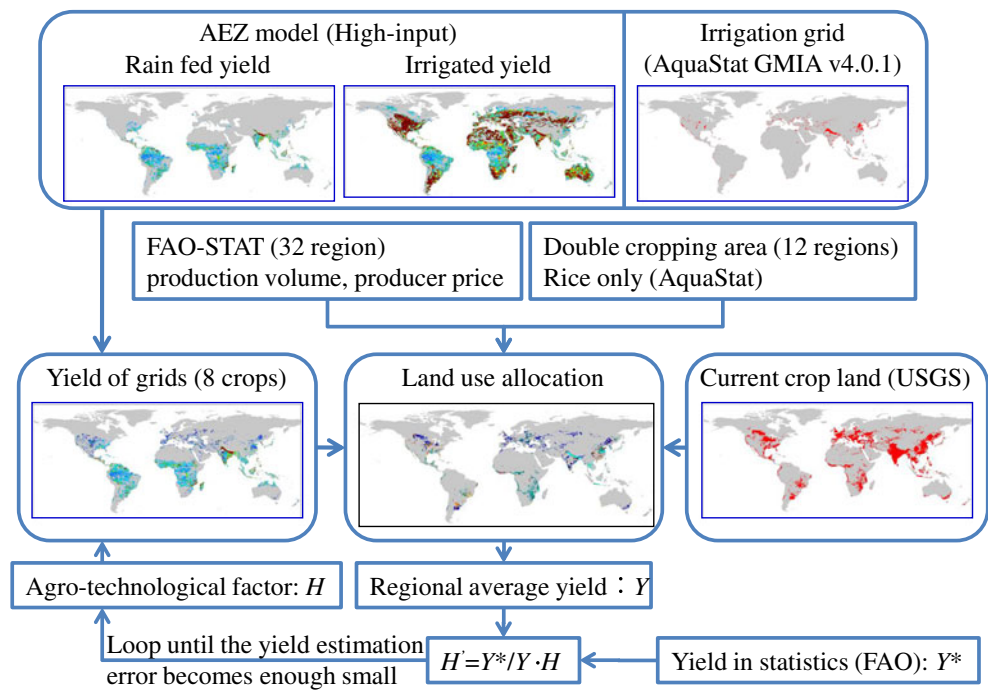 AEZ model (High-input)
Rain fed yield
Irrigated yield
Irrigation grid
(AquaStat GMIA v4.0.1)
FAO-STAT (32 region)
production volume, producer price
Double cropping area (12 regions)
Rice only (AquaStat)
Yield of grids (8 crops)
Land use allocation
Current crop land (USGS)
Agro-technological factor: H
Regional average yield：Y
Loop until the yield estimation
error becomes enough small
H'=Y*/Y·H
Yield in statistics (FAO): Y*